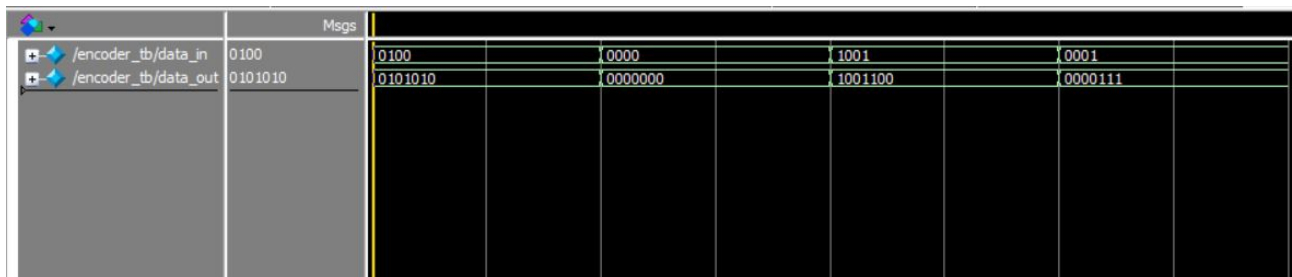 Msgs
/encoder_tb/data_in 0100 0100 0000 1001 0001
/encoder_tb/data_out 0101010 0101010 0000000 1001100 0000111